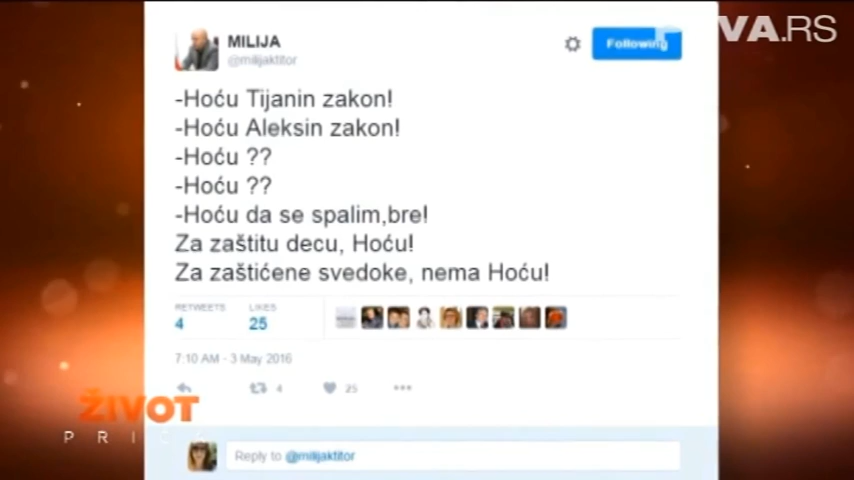 VA.RS
MILIJA
@milijaktitor
Following
-Hoću Tijanin zakon!
-Hoću Aleksin zakon!
-Hoću ??
-Hoću ??
-Hoću da se spalim,bre!
Za zaštitu decu, Hoću!
Za zaštićene svedoke, nema Hoću!
RETWEETS
LIKES
4
25
7:10 AM - 3 May 2016
4
25
ŽIVOT
Reply to @milijaktitor